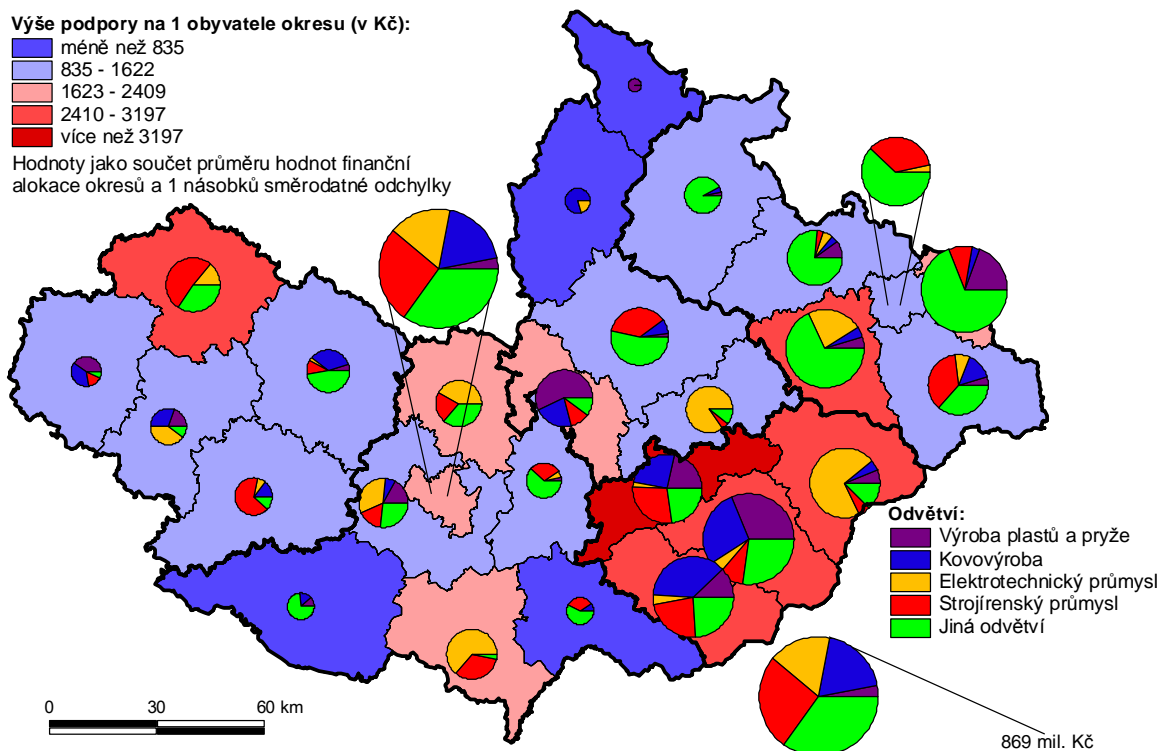 Výše podpory na 1 obyvatele okresu (v Kč):
méně než 835
835 - 1622
1623 - 2409
2410 - 3197
více než 3197
Hodnoty jako součet průměru hodnot finanční
alokace okresů a 1 násobků směrodatné odchylky
Odvětví:
Výroba plastů a pryže
Kovovýroba
Elektrotechnický průmysl
Strojírenský průmysl
Jiná odvětví
0 30 60 km
869 mil. Kč